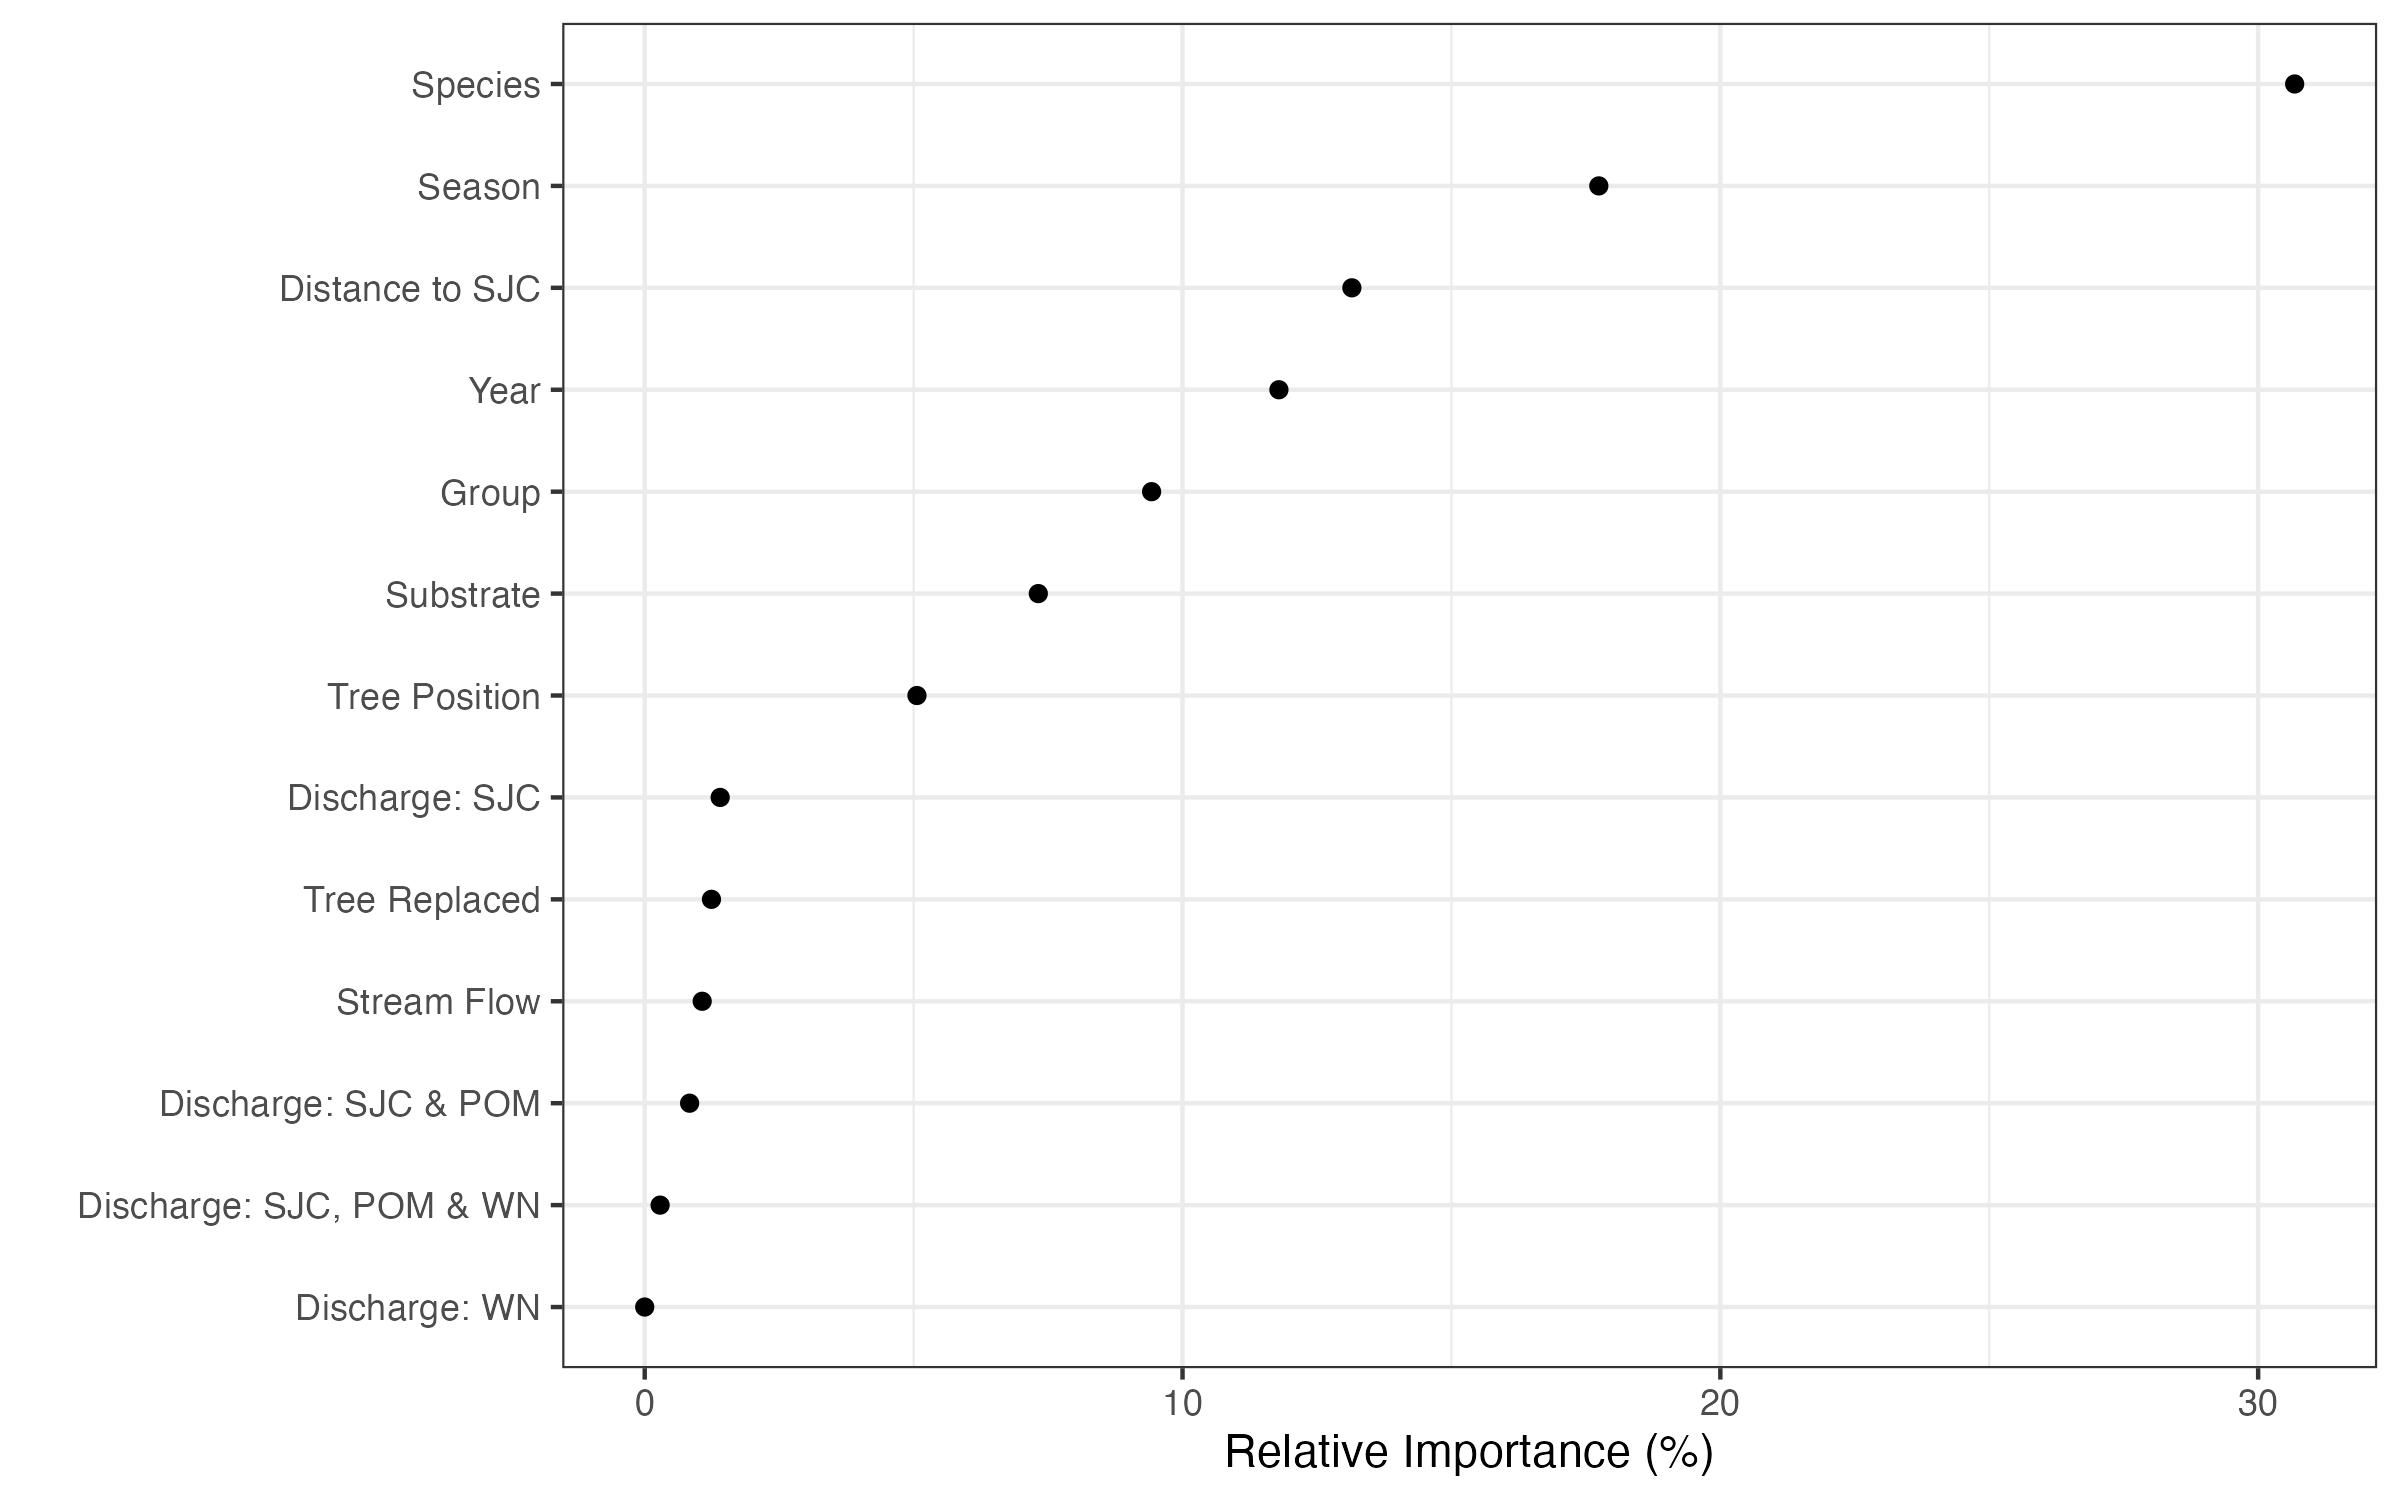 Species
Season
Distance to SJC
Year
Group
Substrate
Tree Position
Discharge: SJC
Tree Replaced
Stream Flow
Discharge: SJC & POM
Discharge: SJC, POM & WN
Discharge: WN
0 10 20 30
Relative Importance (%)